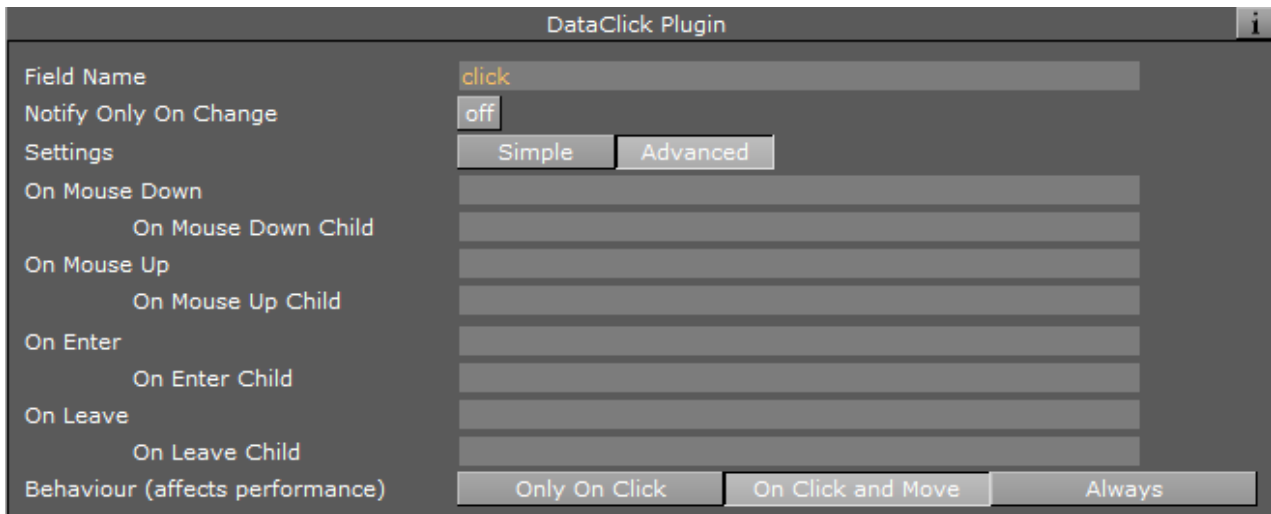 DataClick Plugin i
Field Name click
Notify Only On Change off
Settings Simple Advanced
On Mouse Down
On Mouse Down Child
On Mouse Up
On Mouse Up Child
On Enter
On Enter Child
On Leave
On Leave Child
Behaviour (affects performance) Only On Click On Click and Move Always